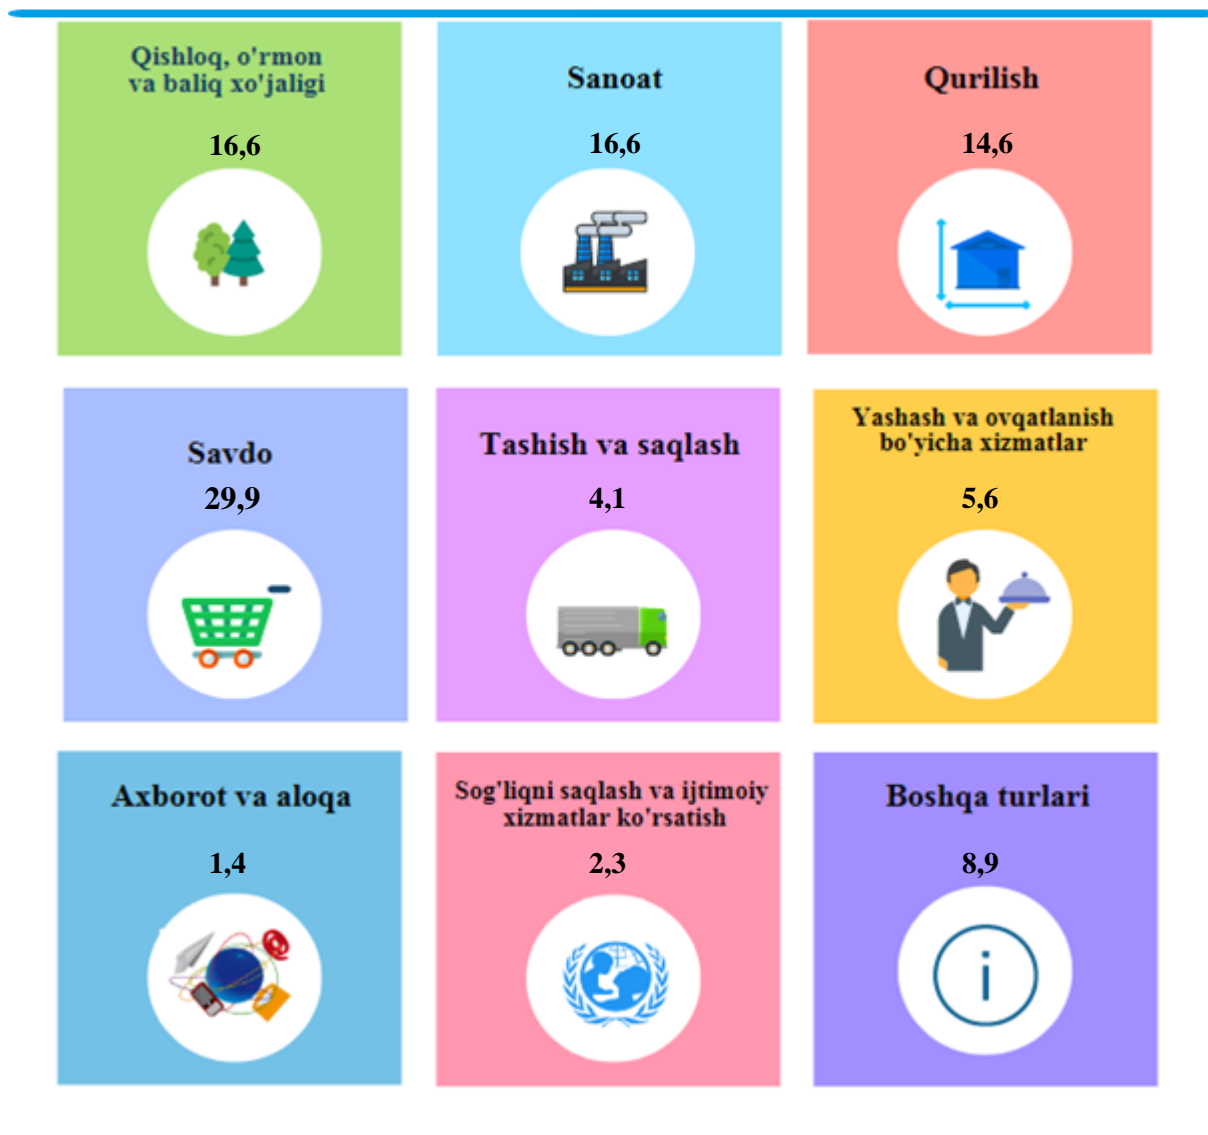 Qishloq, o'rmon
va baliq xo'jaligi
16,6
Sanoat
16,6
Qurilish
14,6
Savdo
29,9
Tashish va saqlash
4,1
Yashash va ovqatlanish
bo'yicha xizmatlar
5,6
Axborot va aloqa
1,4
Sog'liqni saqlash va ijtimoiy
xizmatlar ko'rsatish
2,3
Boshqa turlari
8,9
i